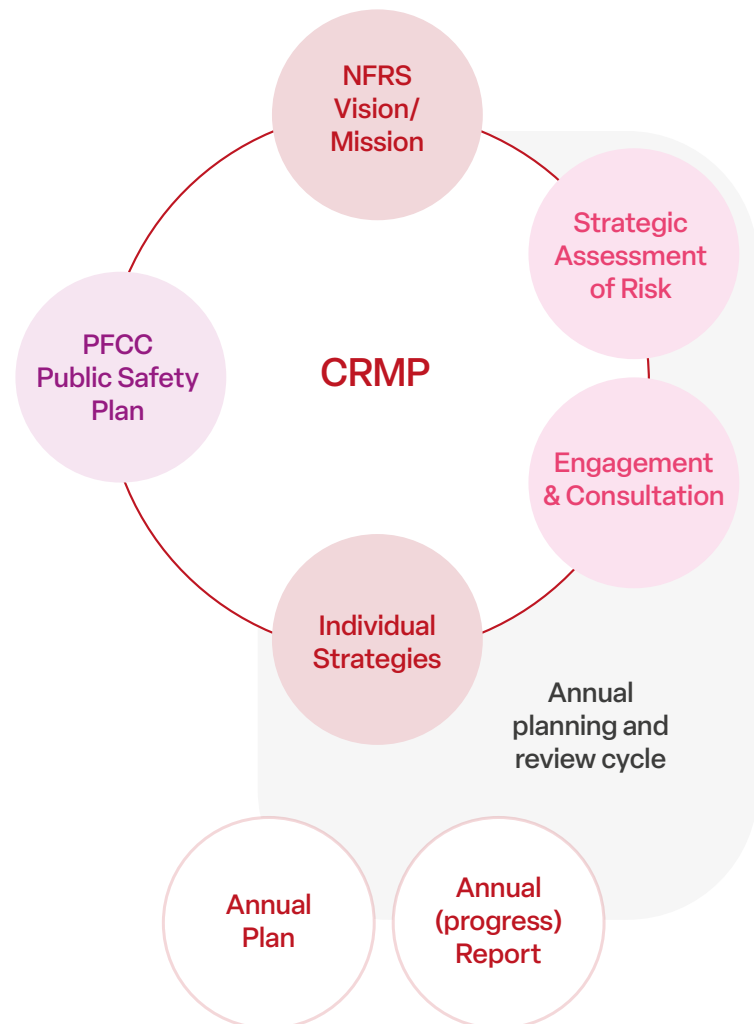 NFRS
Vision/
Mission
Strategic
Assessment
of Risk
PFCC
Public Safety
Plan
CRMP
Engagement
& Consultation
Individual
Strategies
Annual
planning and
review cycle
Annual
Plan
Annual
(progress)
Report